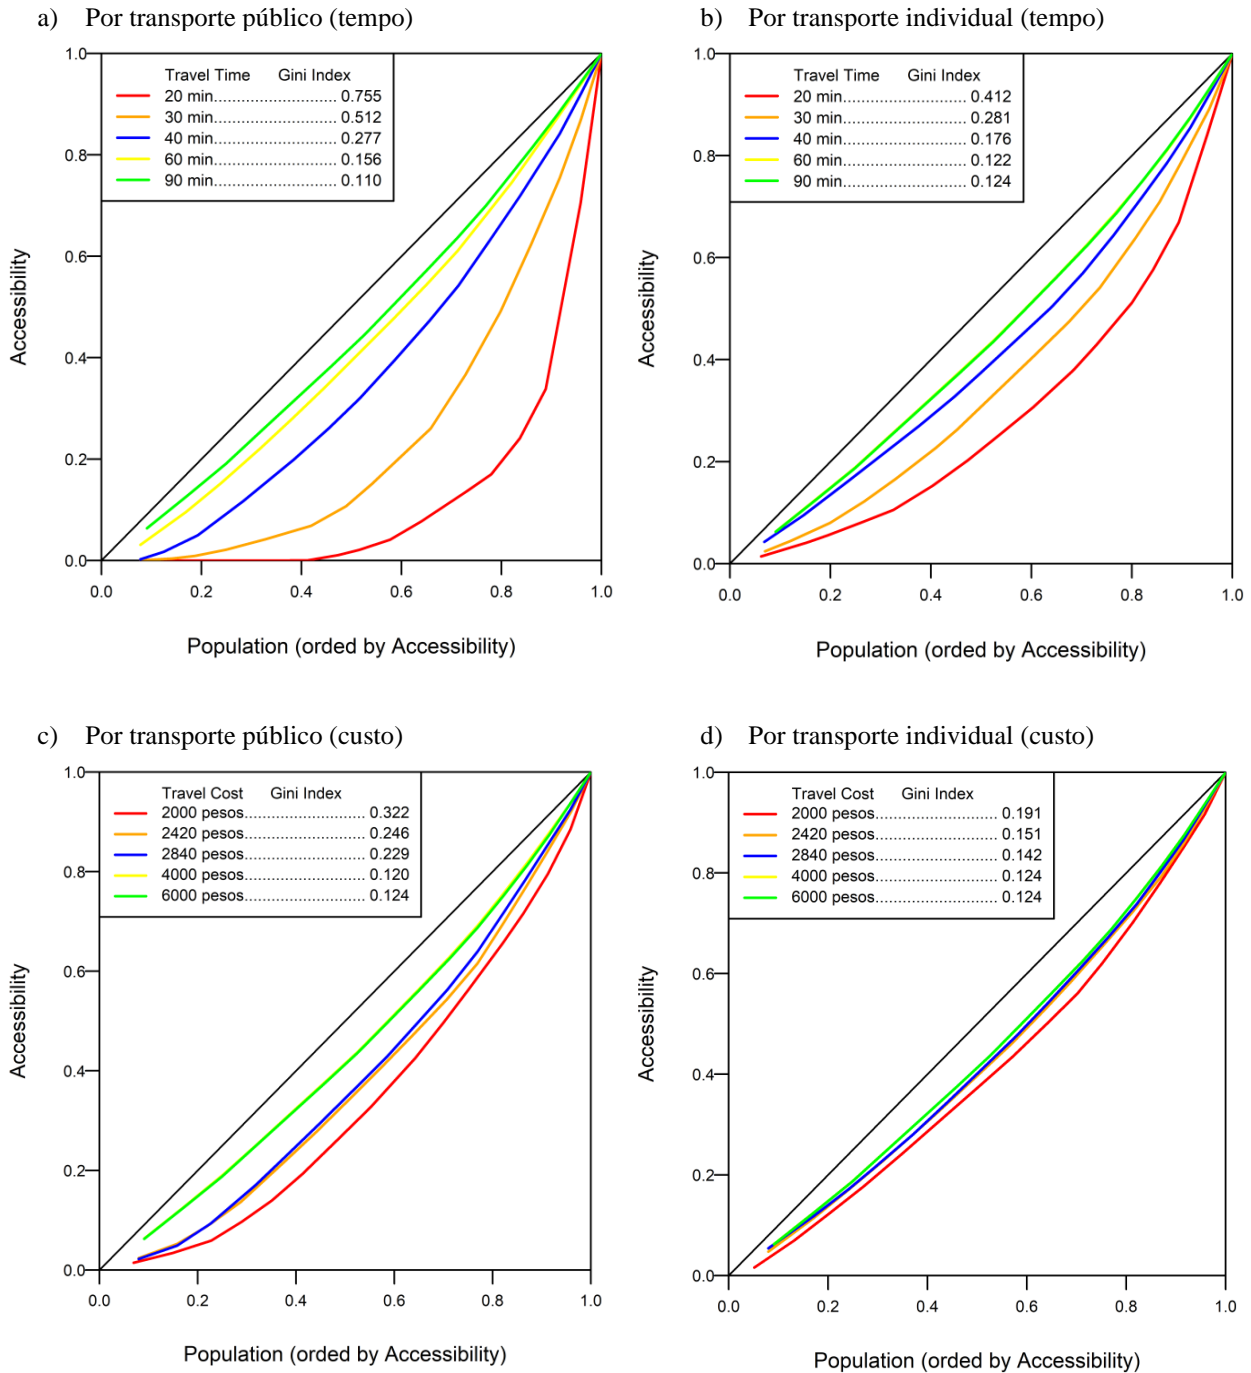 a) Por transporte público (tempo)
Travel Time Gini Index
20 min.................................... 0.755
30 min.................................... 0.512
40 min.................................... 0.277
60 min.................................... 0.156
90 min.................................... 0.110
1.0
0.8
0.6
0.4
0.2
0.0
Accessibility
0.0 0.2 0.4 0.6 0.8 1.0
Population (orded by Accessibility)
b) Por transporte individual (tempo)
Travel Time Gini Index
20 min.................................... 0.412
30 min.................................... 0.281
40 min.................................... 0.176
60 min.................................... 0.122
90 min.................................... 0.124
1.0
0.8
0.6
0.4
0.2
0.0
Accessibility
0.0 0.2 0.4 0.6 0.8 1.0
Population (orded by Accessibility)
c) Por transporte público (custo)
Travel Cost Gini Index
2000 pesos.................................... 0.322
2420 pesos.................................... 0.246
2840 pesos.................................... 0.229
4000 pesos.................................... 0.120
6000 pesos.................................... 0.124
1.0
0.8
0.6
0.4
0.2
0.0
Accessibility
0.0 0.2 0.4 0.6 0.8 1.0
Population (orded by Accessibility)
d) Por transporte individual (custo)
Travel Cost Gini Index
2000 pesos.................................... 0.191
2420 pesos.................................... 0.151
2840 pesos.................................... 0.142
4000 pesos.................................... 0.124
6000 pesos.................................... 0.124
1.0
0.8
0.6
0.4
0.2
0.0
Accessibility
0.0 0.2 0.4 0.6 0.8 1.0
Population (orded by Accessibility)